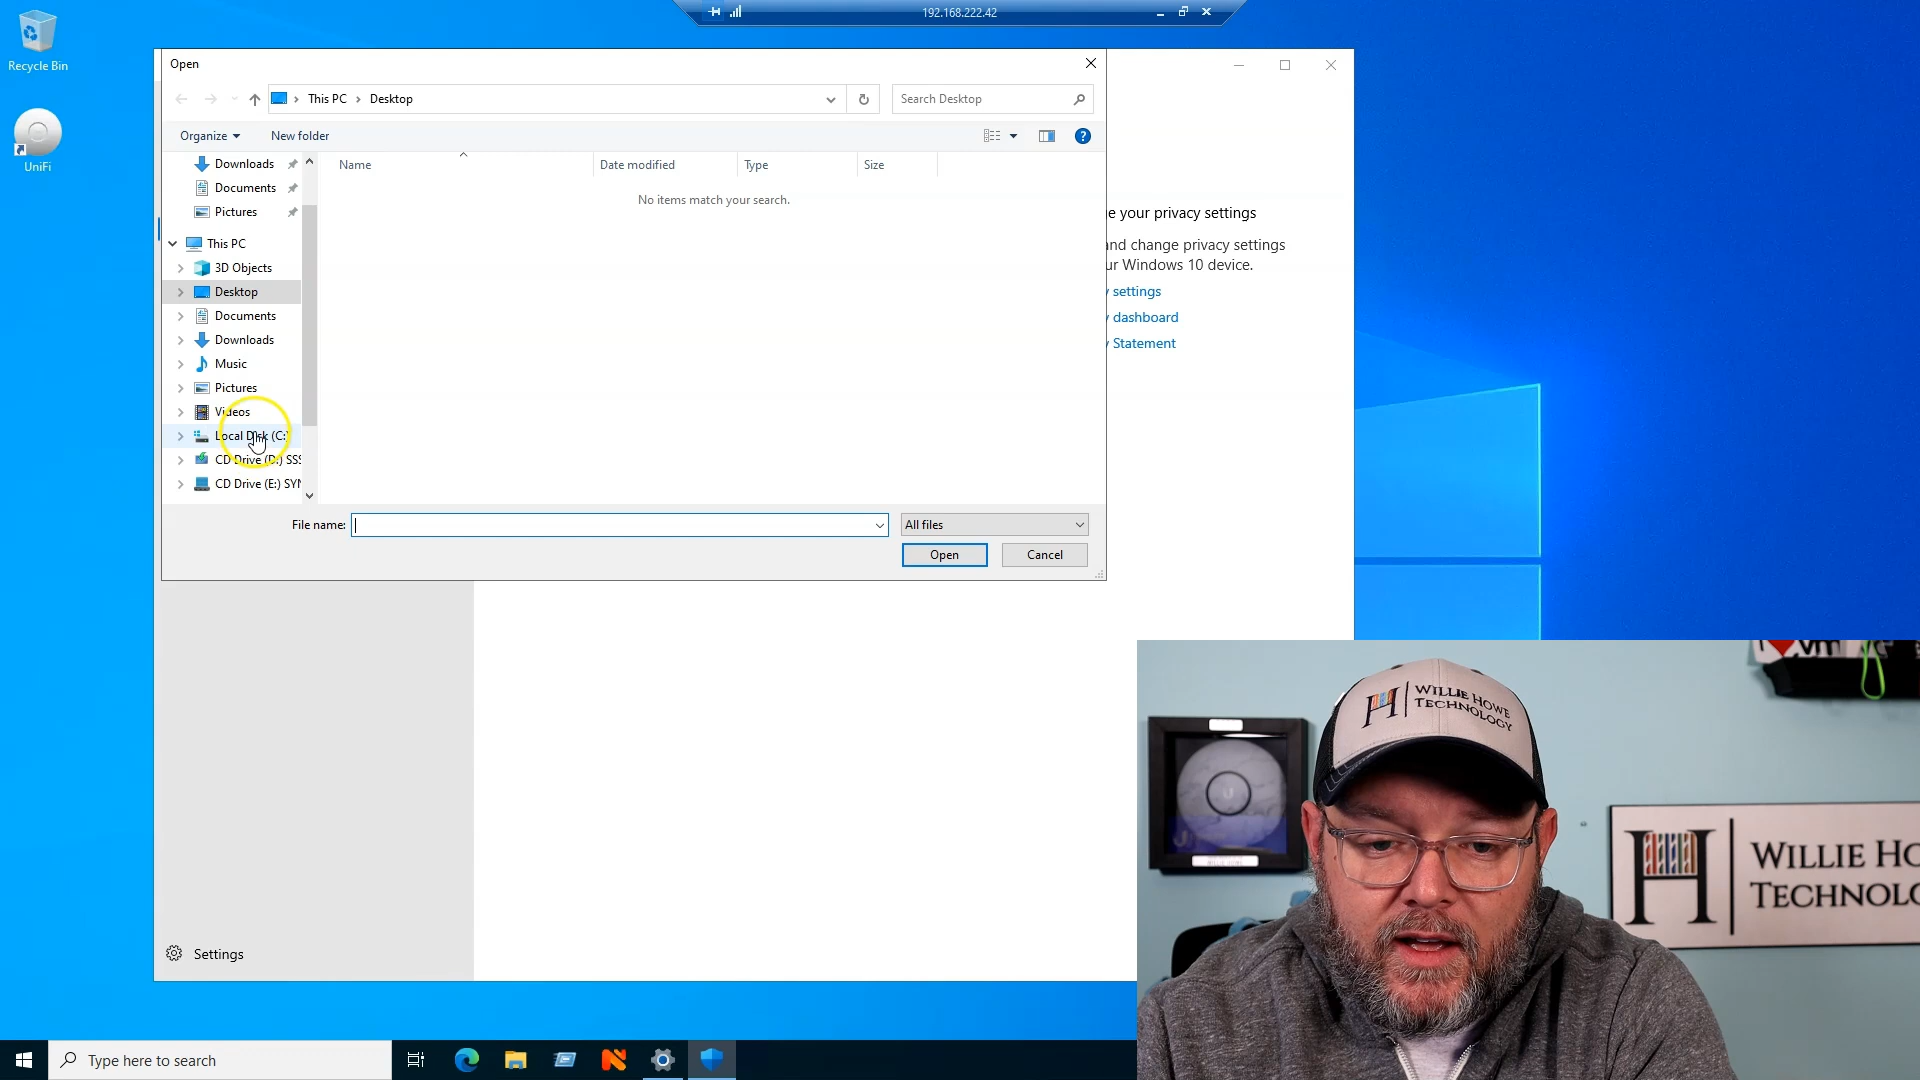 192.168.222.42
Recycle Bin
UniFi
Open
This PC
Desktop
Search Desktop
Organize
New folder
Name
Date modified
Type
Size
No items match your search.
Downloads
Documents
Pictures
This PC
3D Objects
Desktop
Documents
Downloads
Music
Pictures
Videos
Local Disk (C:)
CD Drive (D:) SSS
CD Drive (E:) SYN
e your privacy settings
and change privacy settings
ur Windows 10 device.
y settings
y dashboard
y Statement
File name:
All files
Open
Cancel
Settings
Type here to search
vm
WILLIE HOWE
TECHNOLOGY
WILLIE HO
TECHNOLOG